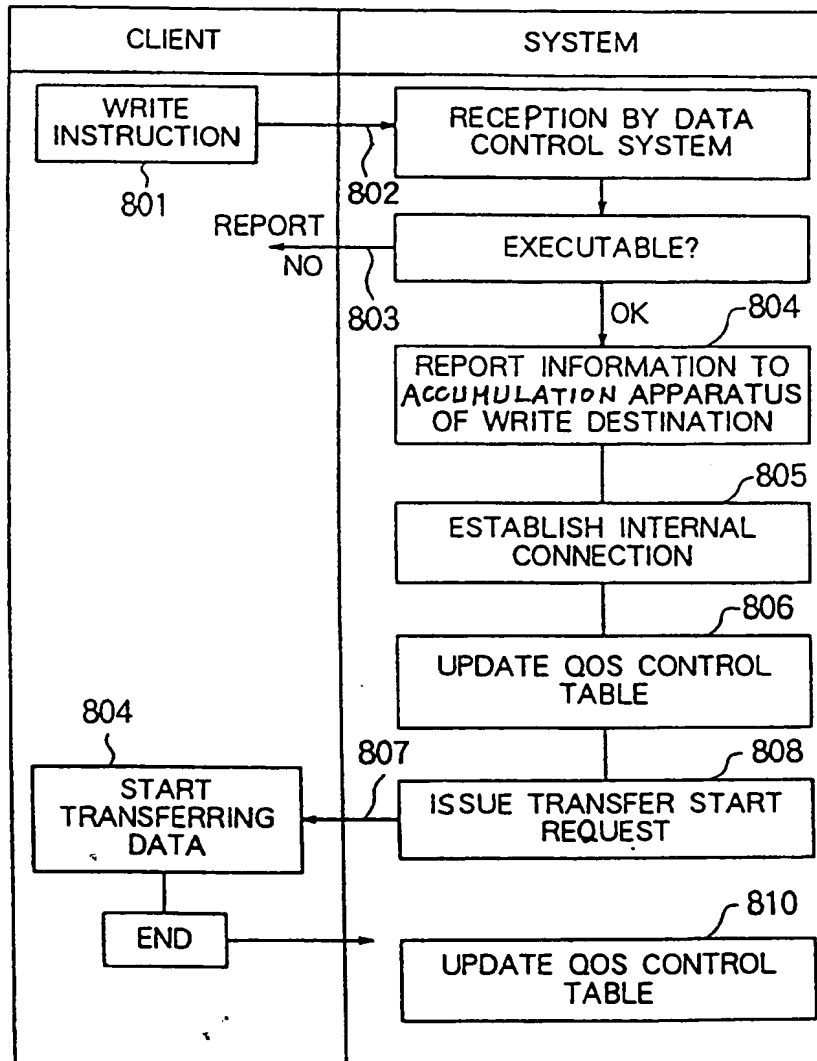 CLIENT
SYSTEM
WRITE
INSTRUCTION
801
802
RECEPTION BY DATA
CONTROL SYSTEM
REPORT
NO
803
EXECUTABLE?
OK
804
REPORT INFORMATION TO
ACCUMULATION APPARATUS
OF WRITE DESTINATION
805
ESTABLISH INTERNAL
CONNECTION
806
UPDATE QOS CONTROL
TABLE
804
START
TRANSFERRING
DATA
807
808
ISSUE TRANSFER START
REQUEST
END
810
UPDATE QOS CONTROL
TABLE